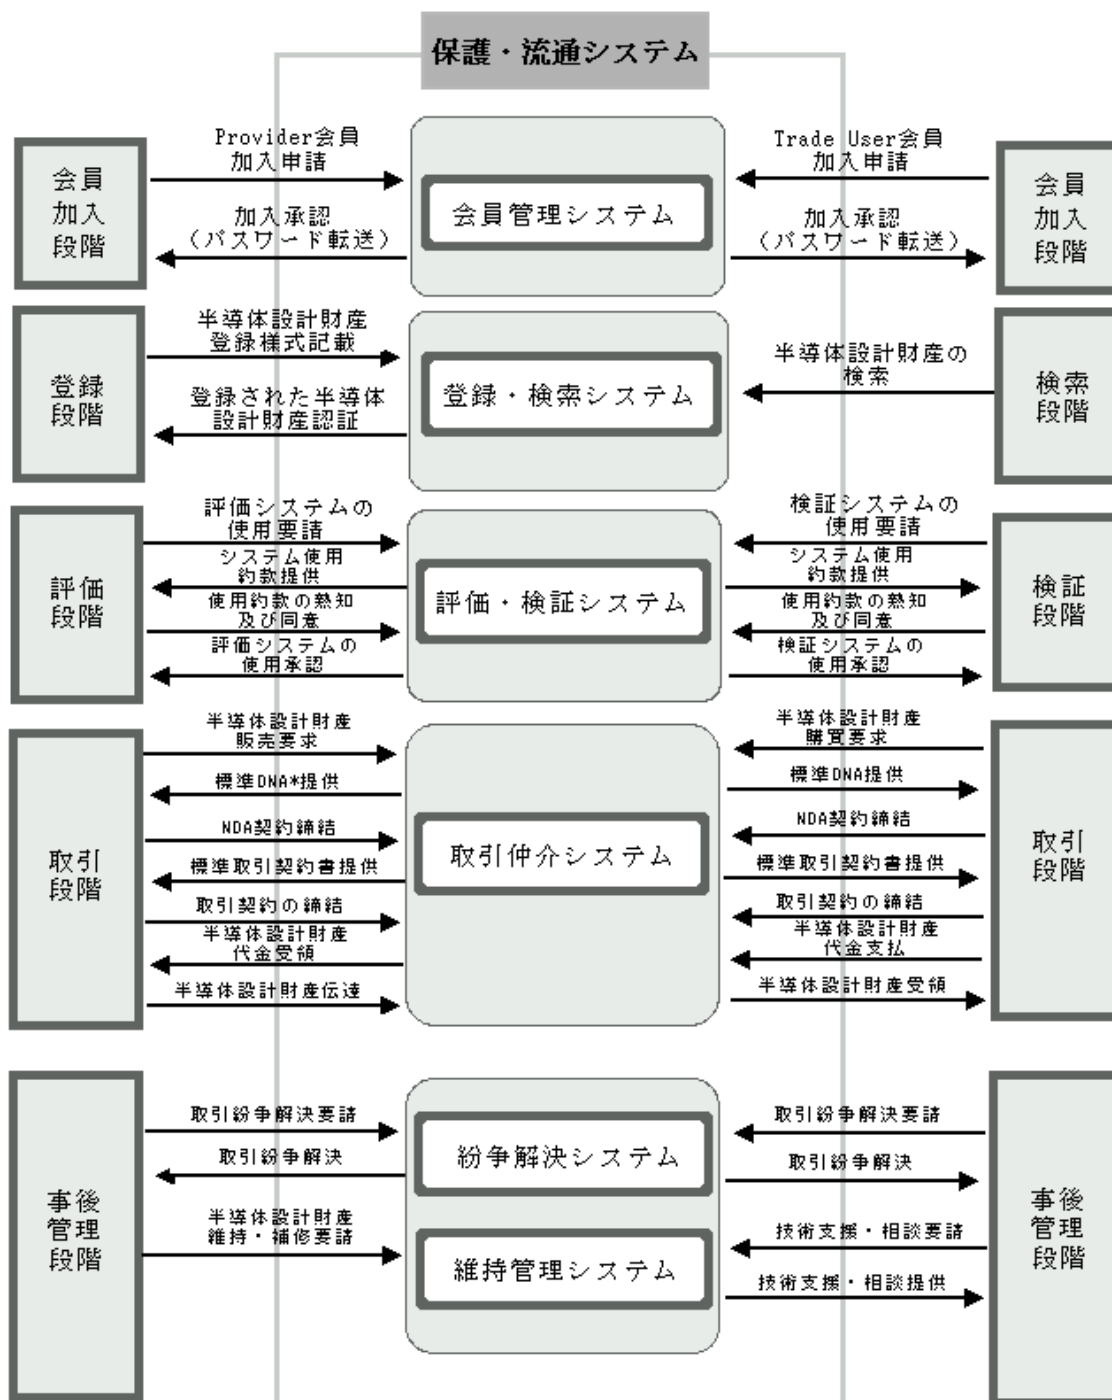 保護・流通システム
Provider会員
加入申請
Trade User会員
加入申請
会員
加入
段階
会員管理システム
会員
加入
段階
加入承認
(パスワード転送)
加入承認
(パスワード転送)
半導体設計財産
登録様式記載
登録
段階
登録・検索システム
半導体設計財産の
検索
検索
段階
登録された半導体
設計財産認証
評価システムの
使用要請
検証システムの
使用要請
システム使用
約款提供
システム使用
約款提供
評価
段階
評価・検証システム
検証
段階
使用約款の熟知
及び同意
使用約款の熟知
及び同意
評価システムの
使用承認
検証システムの
使用承認
半導体設計財産
販売要求
半導体設計財産
購買要求
標準DNA*提供
標準DNA提供
NDA契約締結
NDA契約締結
取引
段階
取引仲介システム
取引
段階
標準取引契約書提供
標準取引契約書提供
取引契約の締結
取引契約の締結
半導体設計財産
代金受領
半導体設計財産
代金支払
半導体設計財産伝達
半導体設計財産受領
取引紛争解決要請
取引紛争解決要請
紛争解決システム
取引紛争解決
取引紛争解決
事後
管理
段階
事後
管理
段階
半導体設計財産
維持・補修要請
技術支援・相談要請
維持管理システム
技術支援・相談提供